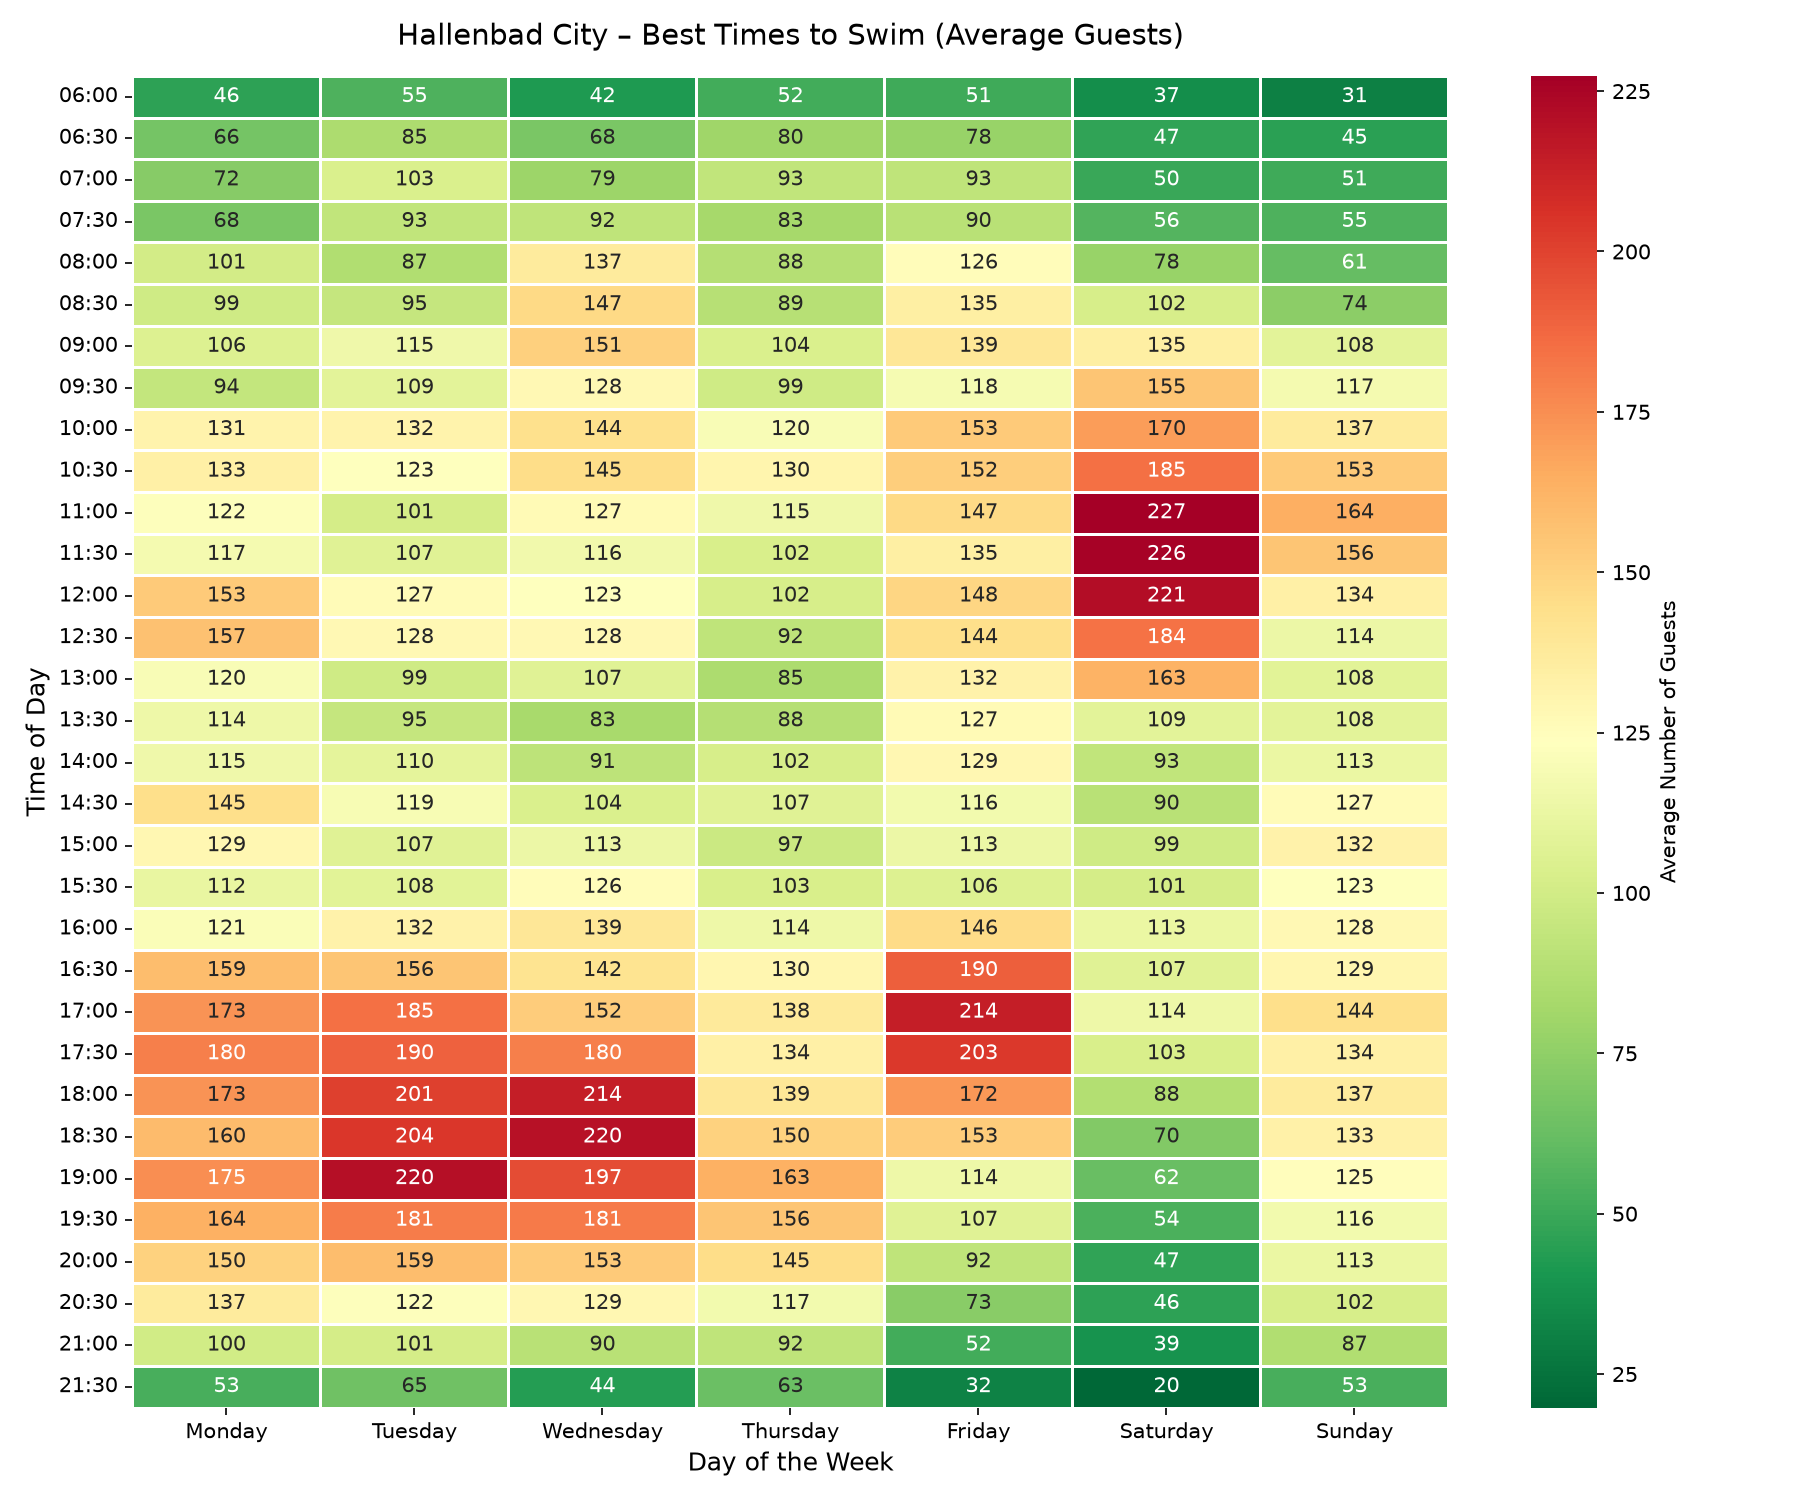 Hallenbad City – Best Times to Swim (Average Guests)
06:00 46 55 42 52 51 37 31
06:30 66 85 68 80 78 47 45
07:00 72 103 79 93 93 50 51
07:30 68 93 92 83 90 56 55
08:00 101 87 137 88 126 78 61
08:30 99 95 147 89 135 102 74
09:00 106 115 151 104 139 135 108
09:30 94 109 128 99 118 155 117
10:00 131 132 144 120 153 170 137
10:30 133 123 145 130 152 185 153
11:00 122 101 127 115 147 227 164
11:30 117 107 116 102 135 226 156
12:00 153 127 123 102 148 221 134
12:30 157 128 128 92 144 184 114
13:00 120 99 107 85 132 163 108
13:30 114 95 83 88 127 109 108
14:00 115 110 91 102 129 93 113
14:30 145 119 104 107 116 90 127
15:00 129 107 113 97 113 99 132
15:30 112 108 126 103 106 101 123
16:00 121 132 139 114 146 113 128
16:30 159 156 142 130 190 107 129
17:00 173 185 152 138 214 114 144
17:30 180 190 180 134 203 103 134
18:00 173 201 214 139 172 88 137
18:30 160 204 220 150 153 70 133
19:00 175 220 197 163 114 62 125
19:30 164 181 181 156 107 54 116
20:00 150 159 153 145 92 47 113
20:30 137 122 129 117 73 46 102
21:00 100 101 90 92 52 39 87
21:30 53 65 44 63 32 20 53
Monday Tuesday Wednesday Thursday Friday Saturday Sunday
Day of the Week
Time of Day
225
200
175
150
125
100
75
50
25
Average Number of Guests